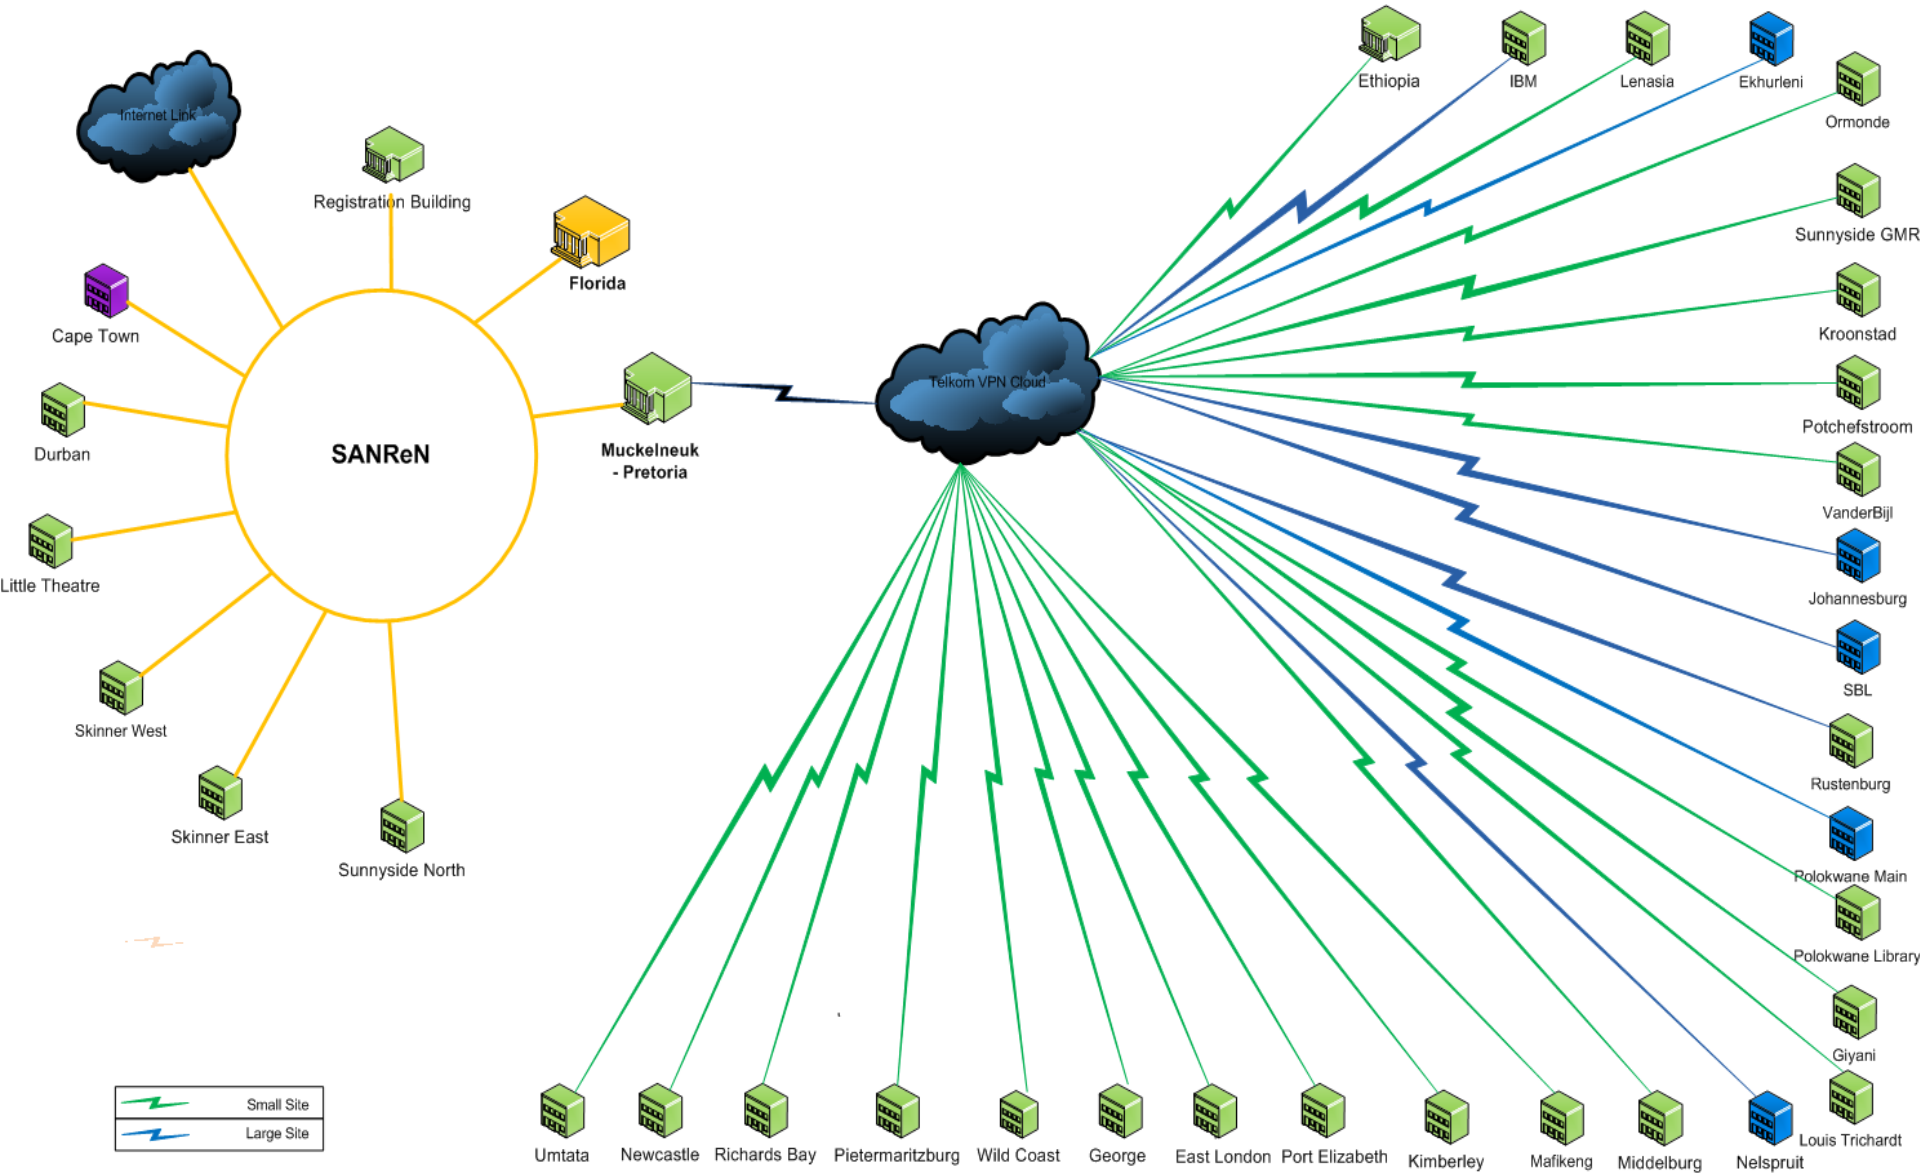 Internet Link
Registration Building
Florida
Cape Town
Durban
SANReN
Muckelneuk
- Pretoria
Little Theatre
Skinner West
Skinner East
Sunnyside North
Telkom VPN Cloud
Ethiopia
IBM
Lenasia
Ekhurleni
Ormonde
Sunnyside GMR
Kroonstad
Potchefstroom
VanderBijl
Johannesburg
SBL
Rustenburg
Polokwane Main
Polokwane Library
Giyani
Louis Trichardt
Umtata
Newcastle
Richards Bay
Pietermaritzburg
Wild Coast
George
East London
Port Elizabeth
Kimberley
Mafikeng
Middelburg
Nelspruit
Small Site
Large Site